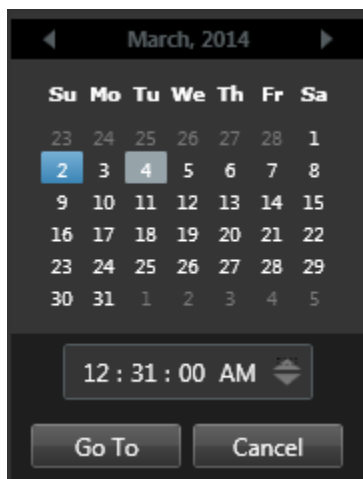 March, 2014
Su Mo Tu We Th Fr Sa
23 24 25 26 27 28 1
2 3 4 5 6 7 8
9 10 11 12 13 14 15
16 17 18 19 20 21 22
23 24 25 26 27 28 29
30 31 1 2 3 4 5
12 : 31 : 00 AM
Go To Cancel